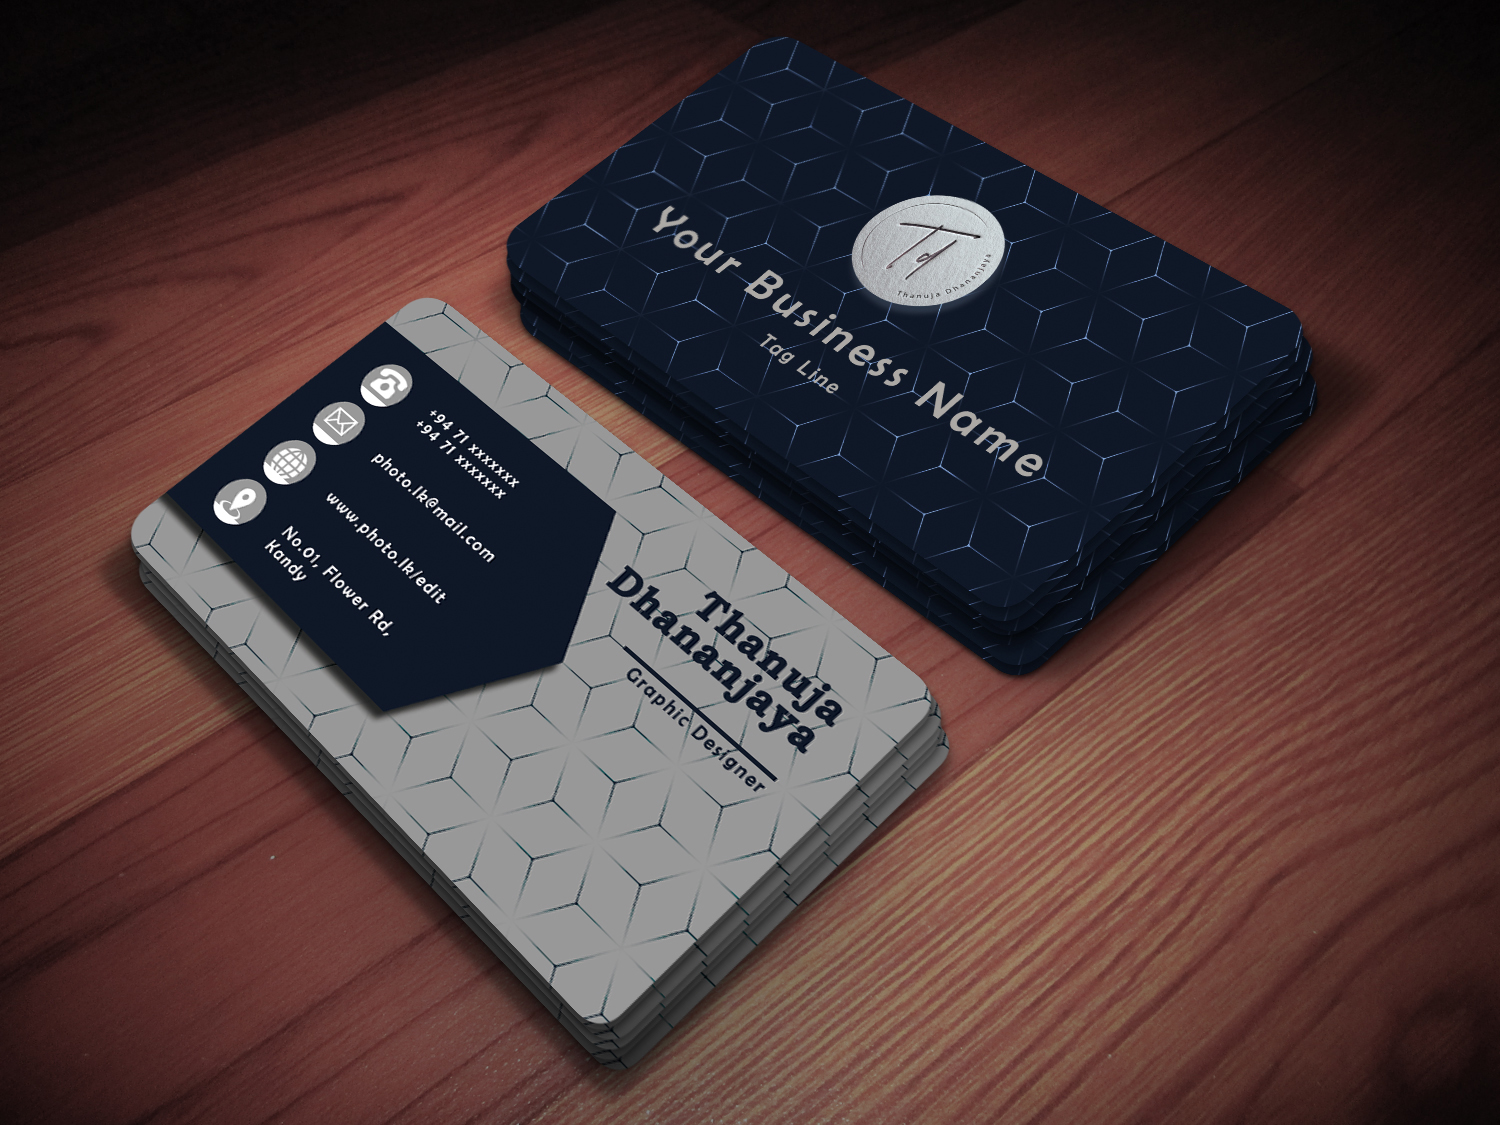 Td
Thanuja Dhananjaya
Your Business Name
Tag Line
+94 71 xxxxxxx
+94 71 xxxxxxx
photo.lk@mail.com
www.photo.lk/edit
No.01, Flower Rd,
Kandy
Thanuja
Dhananjaya
Graphic Designer